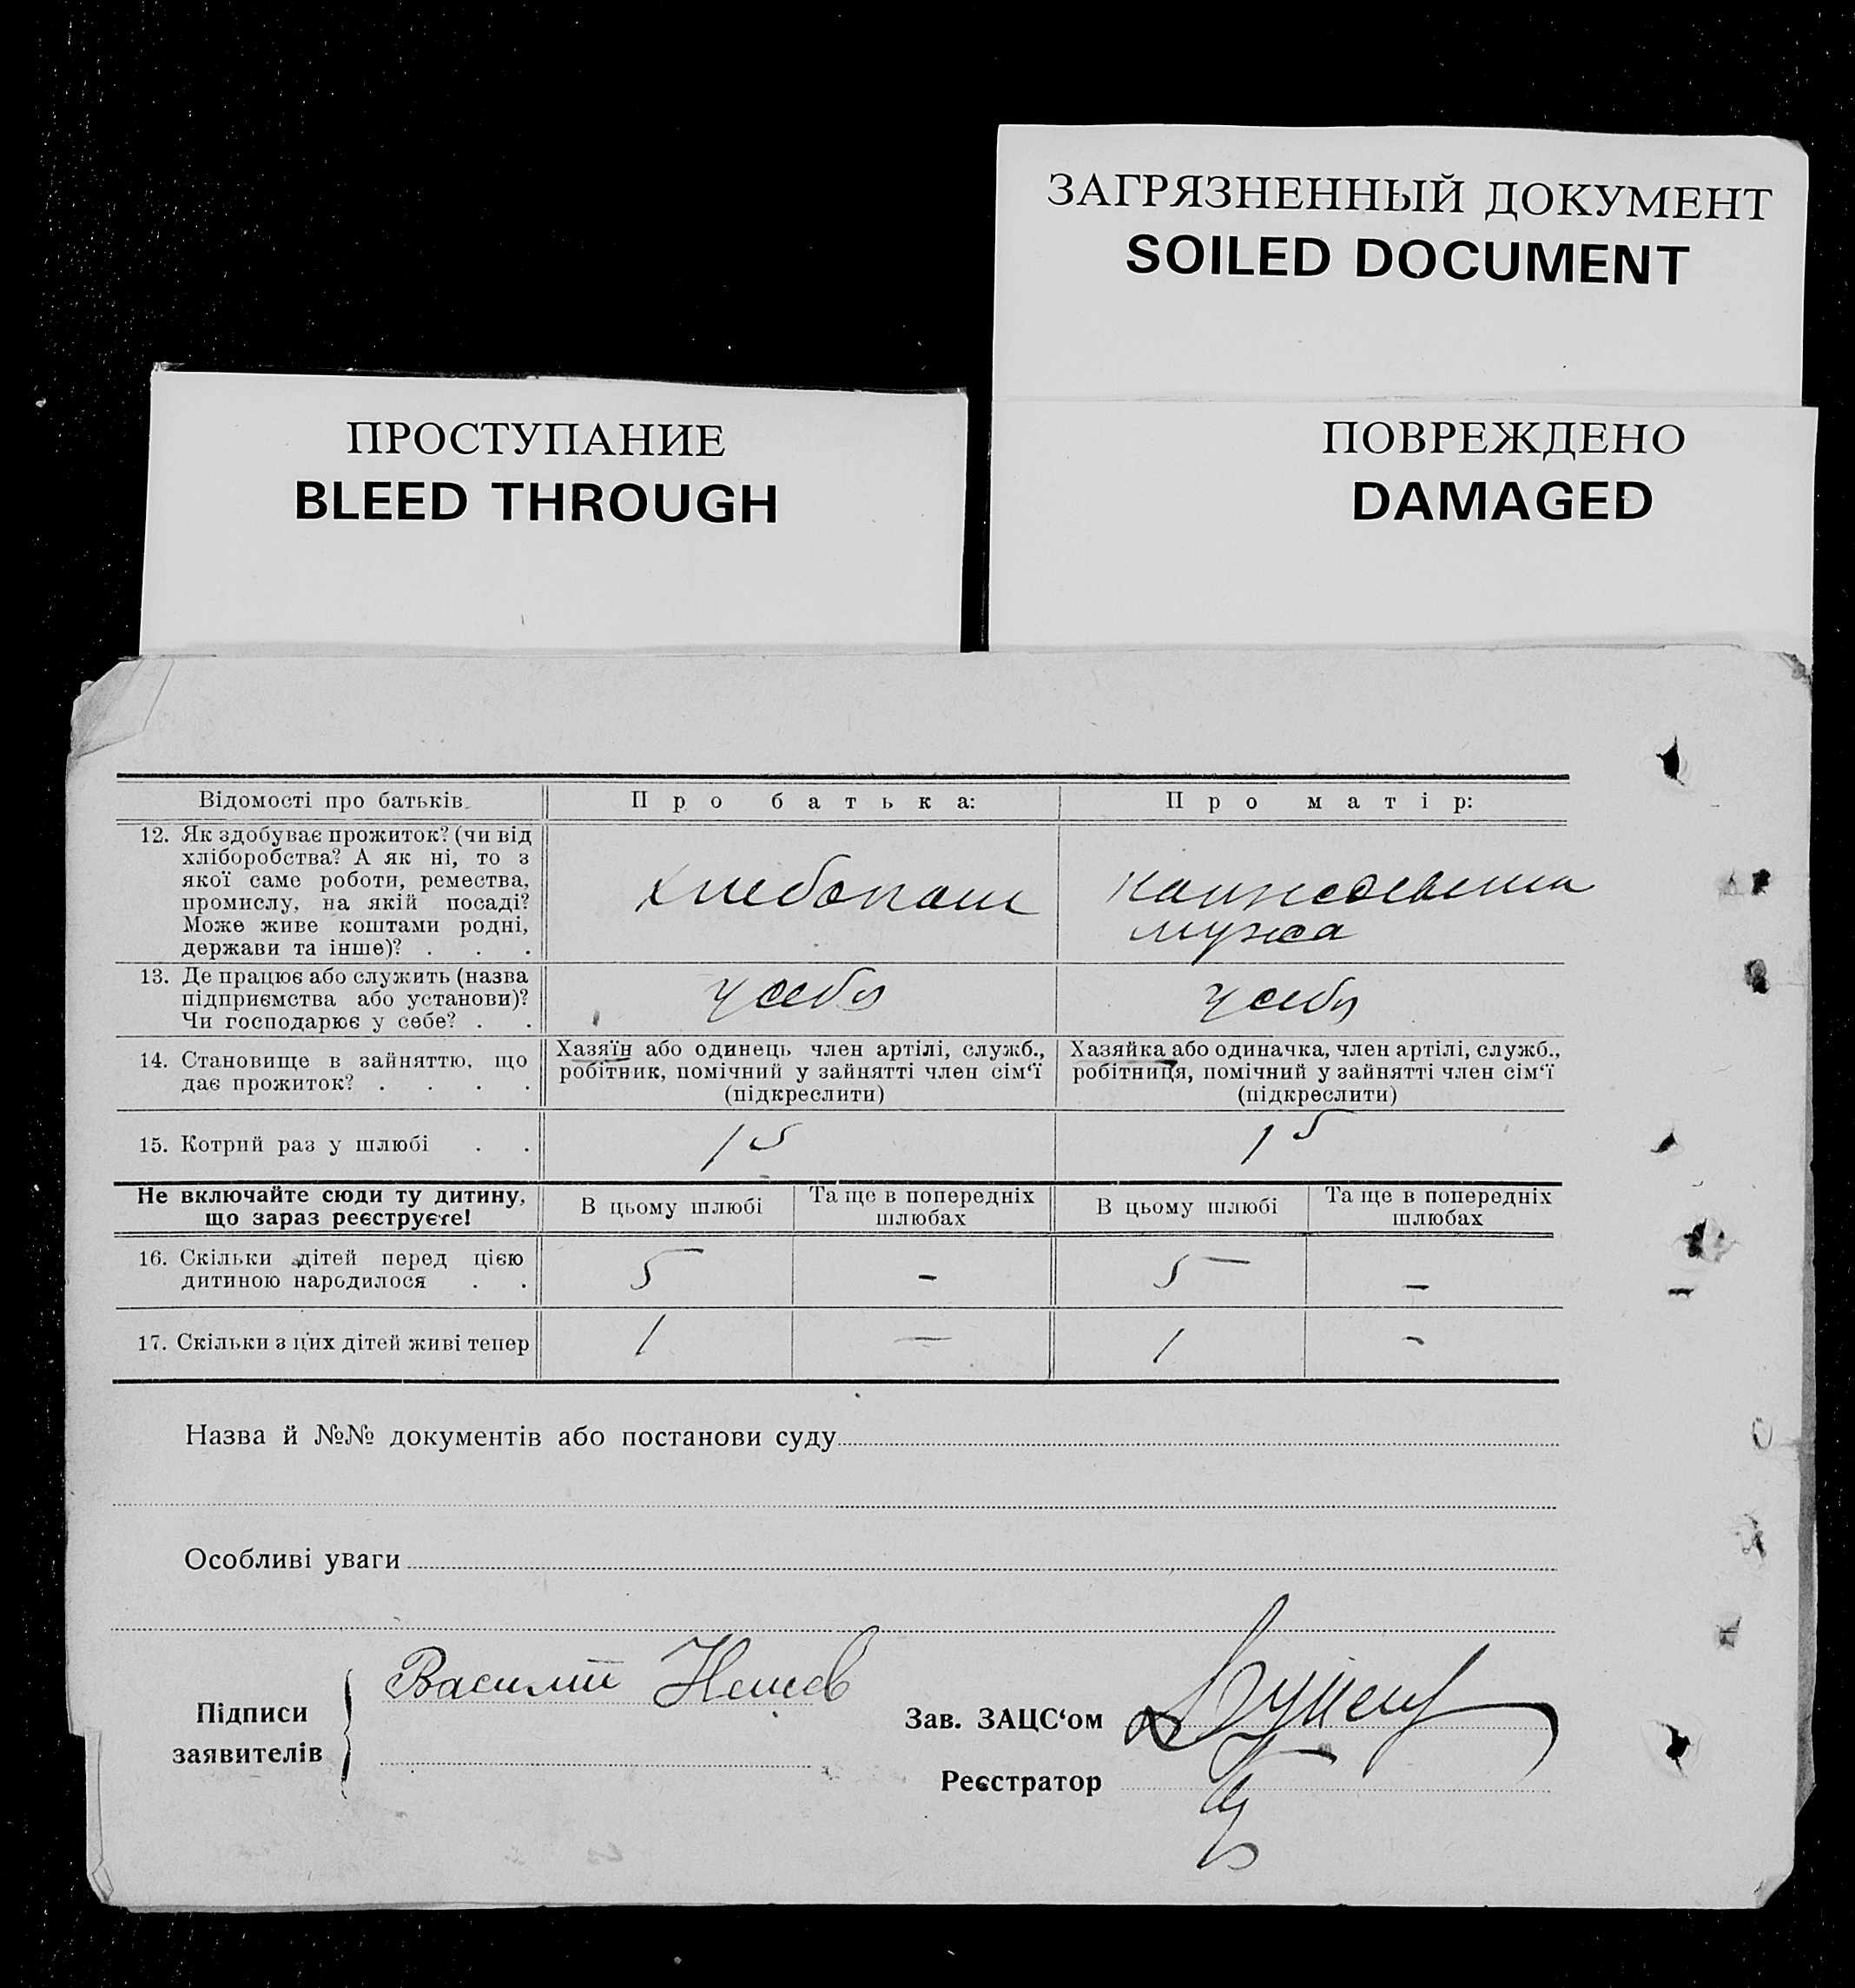 ЗАГРЯЗНЕННЫЙ ДОКУМЕНТ
SOILED DOCUMENT
ПРОСТУПАНИЕ
BLEED THROUGH
ПОВРЕЖДЕНО
DAMAGED
Відомості про батьків
Про батька:
Про матір:
12. Як здобуває прожиток? (чи від
хліборобства? А як ні, то з
якої саме роботи, ремества,
промислу, на якій посаді?
Може живе коштами родні,
держави та інше)? . . .
хлебопаш
мужа
13. Де працює або служить (назва
підприємства або установи)?
Чи господарює у себе? . .
у себя
у себя
14. Становище в зайняттю, що
дає прожиток? . . . .
Хазяїн або одинець член артілі, служб.,
робітник, помічний у зайнятті член сім‘ї
(підкреслити)
Хазяйка або одиначка, член артілі, служб.,
робітниця, помічний у зайнятті член сім‘ї
(підкреслити)
15. Котрий раз у шлюбі . .
1й
1й
Не включайте сюди ту дитину,
що зараз реєструєте!
В цьому шлюбі
Та ще в попередніх
шлюбах
В цьому шлюбі
Та ще в попередніх
шлюбах
16. Скільки дітей перед цією
дитиною народилося . .
5
-
5
-
17. Скільки з цих дітей живі тепер
1
-
1
-
Назва й №№ документів або постанови суду
Особливі уваги
Підписи
заявителів
Василий
Зав. ЗАЦС‘ом
Реєстратор